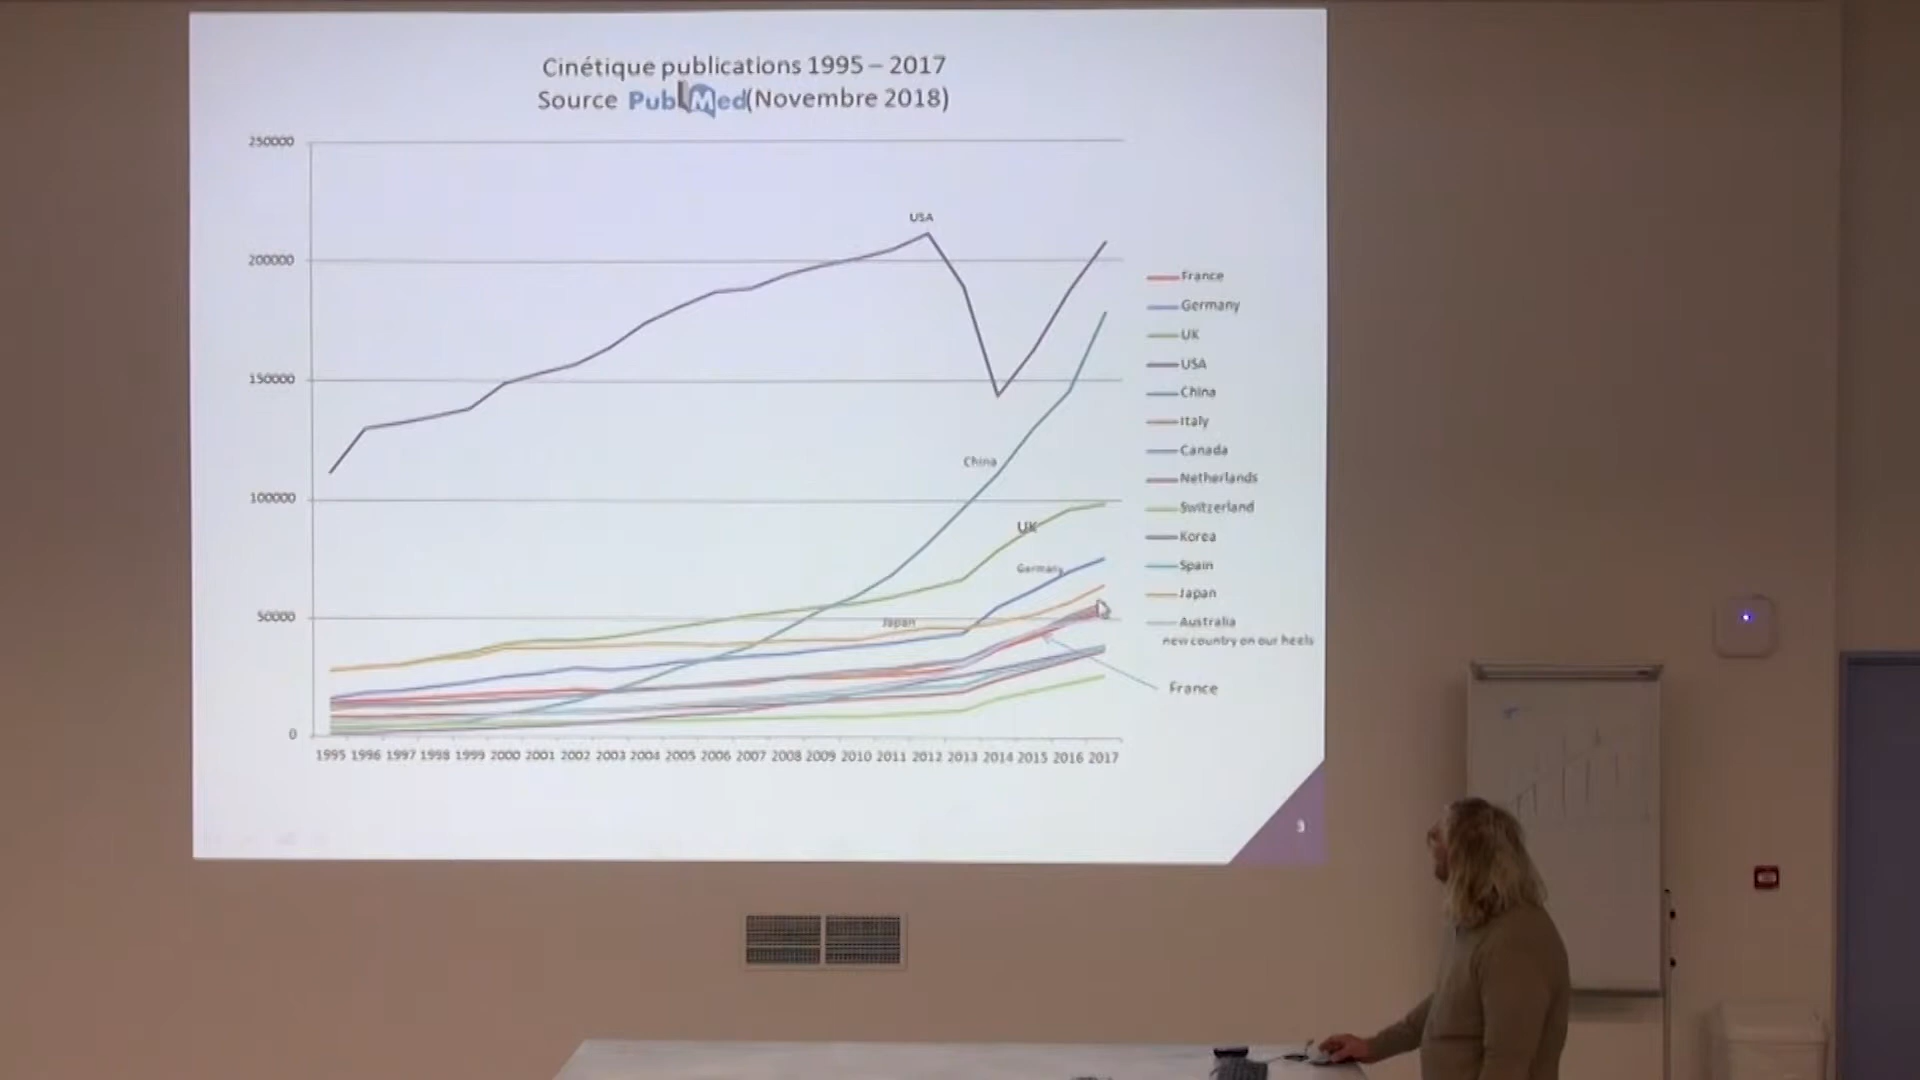 Cinétique publications 1995 – 2017
Source PubMed(Novembre 2018)
250000
200000
150000
100000
50000
0
USA
China
UK
Germany
Japan
1995 1996 1997 1998 1999 2000 2001 2002 2003 2004 2005 2006 2007 2008 2009 2010 2011 2012 2013 2014 2015 2016 2017
France
Germany
UK
USA
China
Italy
Canada
Netherlands
Switzerland
Korea
Spain
Japan
Australia
new country on our heels
France
3